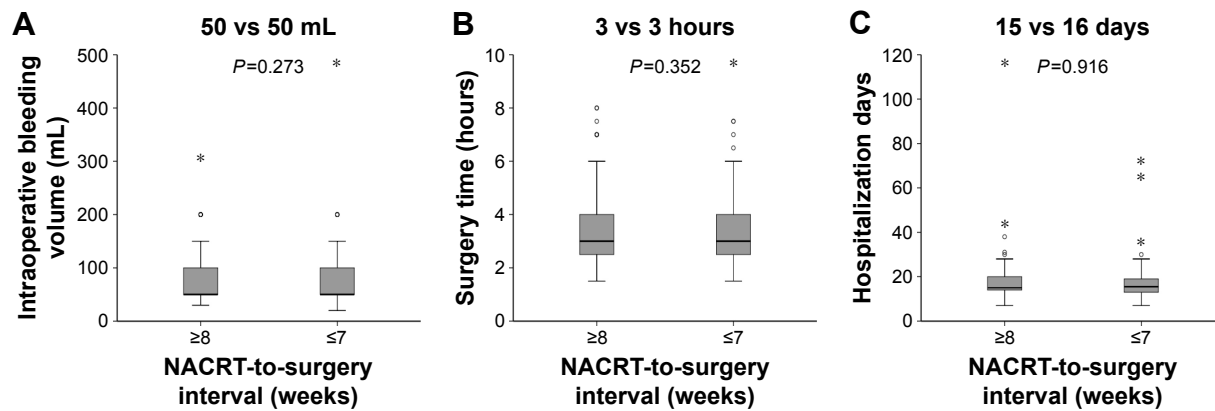 A
50 vs 50 mL
P=0.273
Intraoperative bleeding
volume (mL)
500
400
300
200
100
0
*
*
≥8
≤7
NACRT-to-surgery
interval (weeks)
B
3 vs 3 hours
P=0.352
Surgery time (hours)
10
8
6
4
2
0
*
≥8
≤7
NACRT-to-surgery
interval (weeks)
C
15 vs 16 days
P=0.916
Hospitalization days
120
100
80
60
40
20
0
*
*
*
*
*
≥8
≤7
NACRT-to-surgery
interval (weeks)